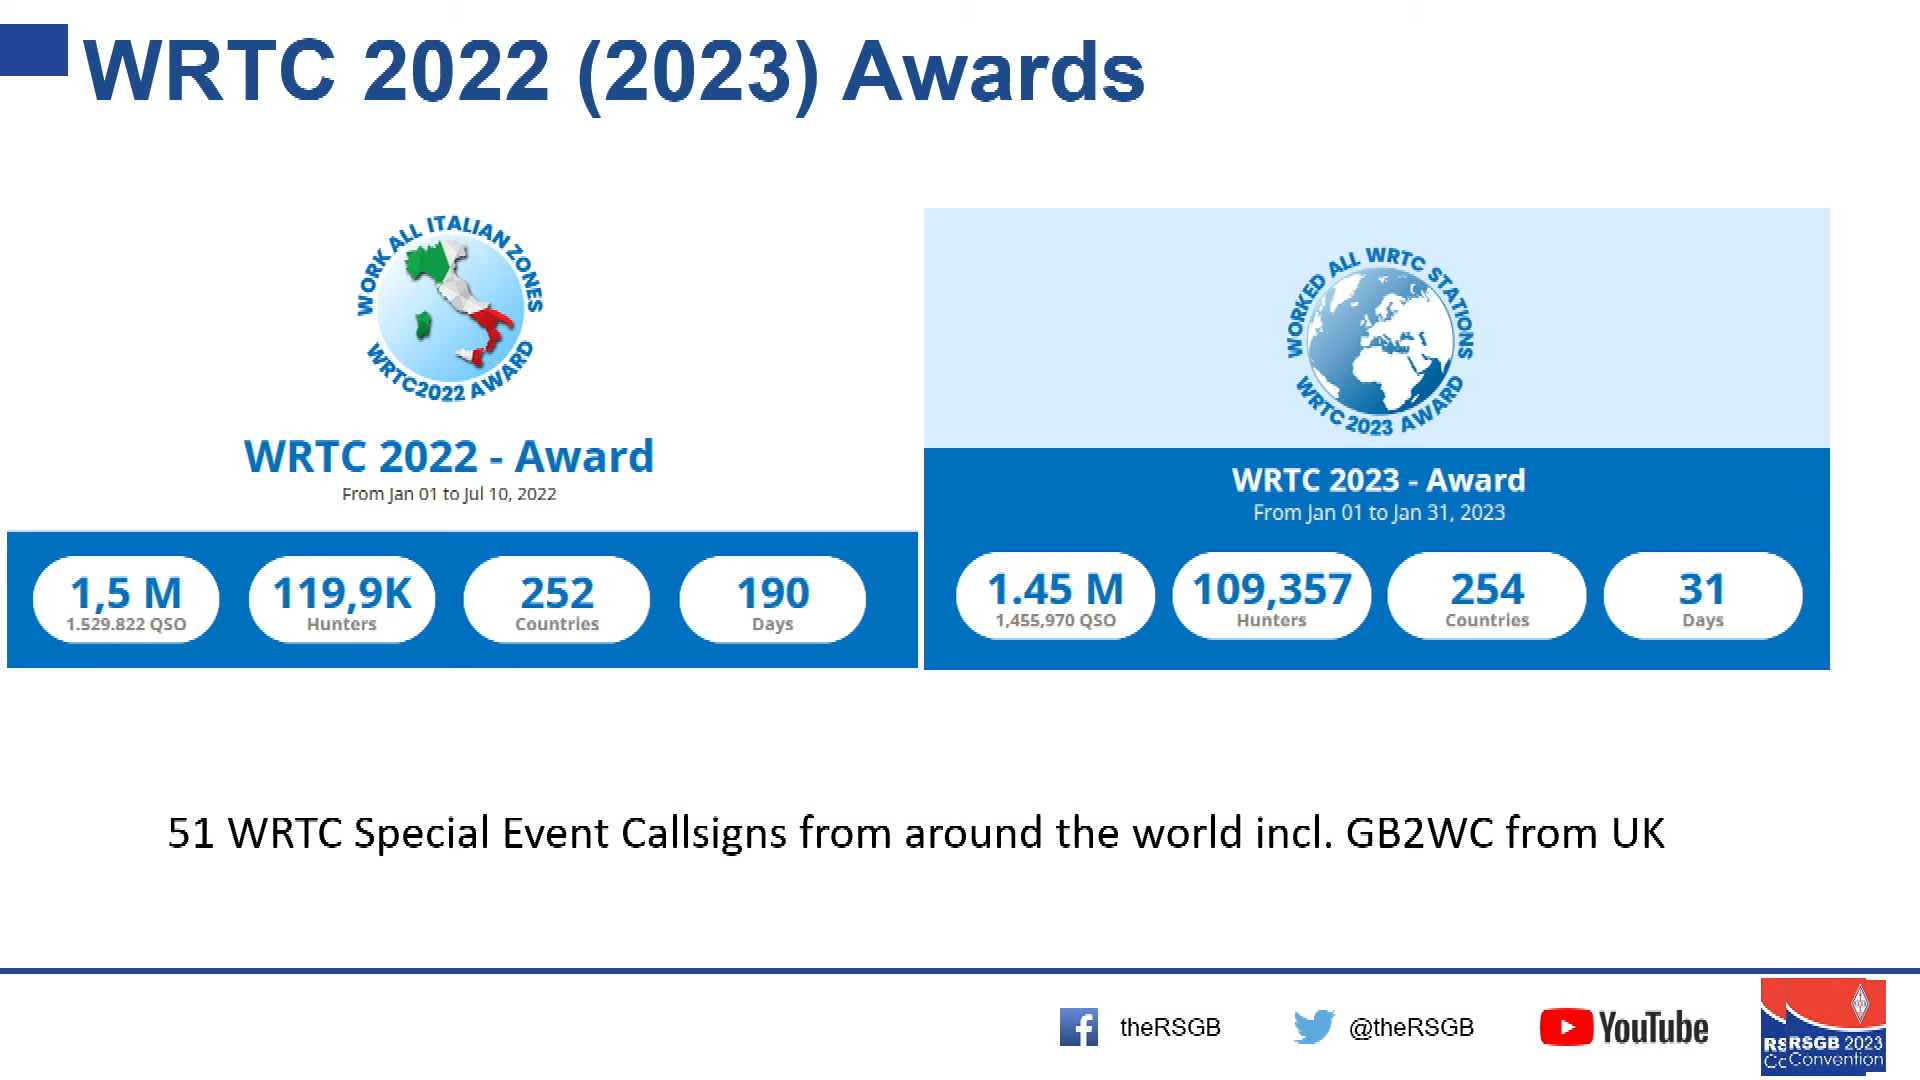 WRTC 2022 (2023) Awards
WORK ALL ITALIAN ZONES
WRTC2022 AWARD
WRTC 2022 - Award
From Jan 01 to Jul 10, 2022
1,5 M
1.529.822 QSO
119,9K
Hunters
252
Countries
190
Days
WORKED ALL WRTC STATIONS
WRTC 2023 AWARD
WRTC 2023 - Award
From Jan 01 to Jan 31, 2023
1.45 M
1,455,970 QSO
109,357
Hunters
254
Countries
31
Days
51 WRTC Special Event Callsigns from around the world incl. GB2WC from UK
theRSGB
@theRSGB
YouTube
RSGB 2023
Convention